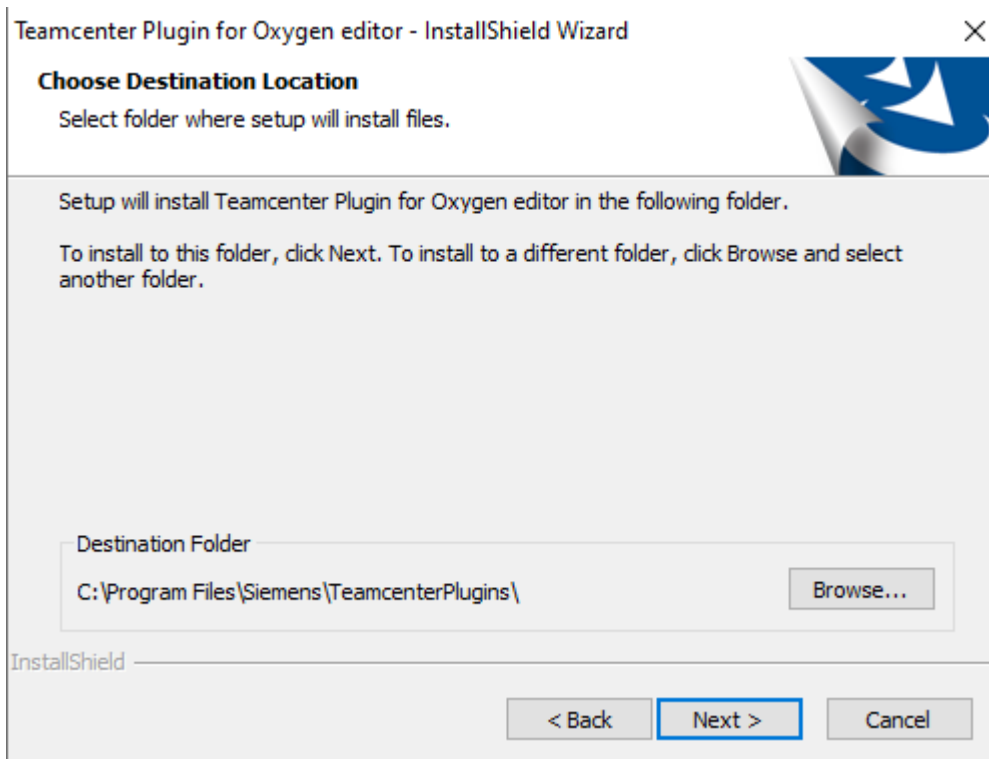 Teamcenter Plugin for Oxygen editor - InstallShield Wizard
Choose Destination Location
Select folder where setup will install files.
Setup will install Teamcenter Plugin for Oxygen editor in the following folder.
To install to this folder, click Next. To install to a different folder, click Browse and select
another folder.
Destination Folder
C:\Program Files\Siemens\TeamcenterPlugins\
Browse...
InstallShield
< Back
Next >
Cancel